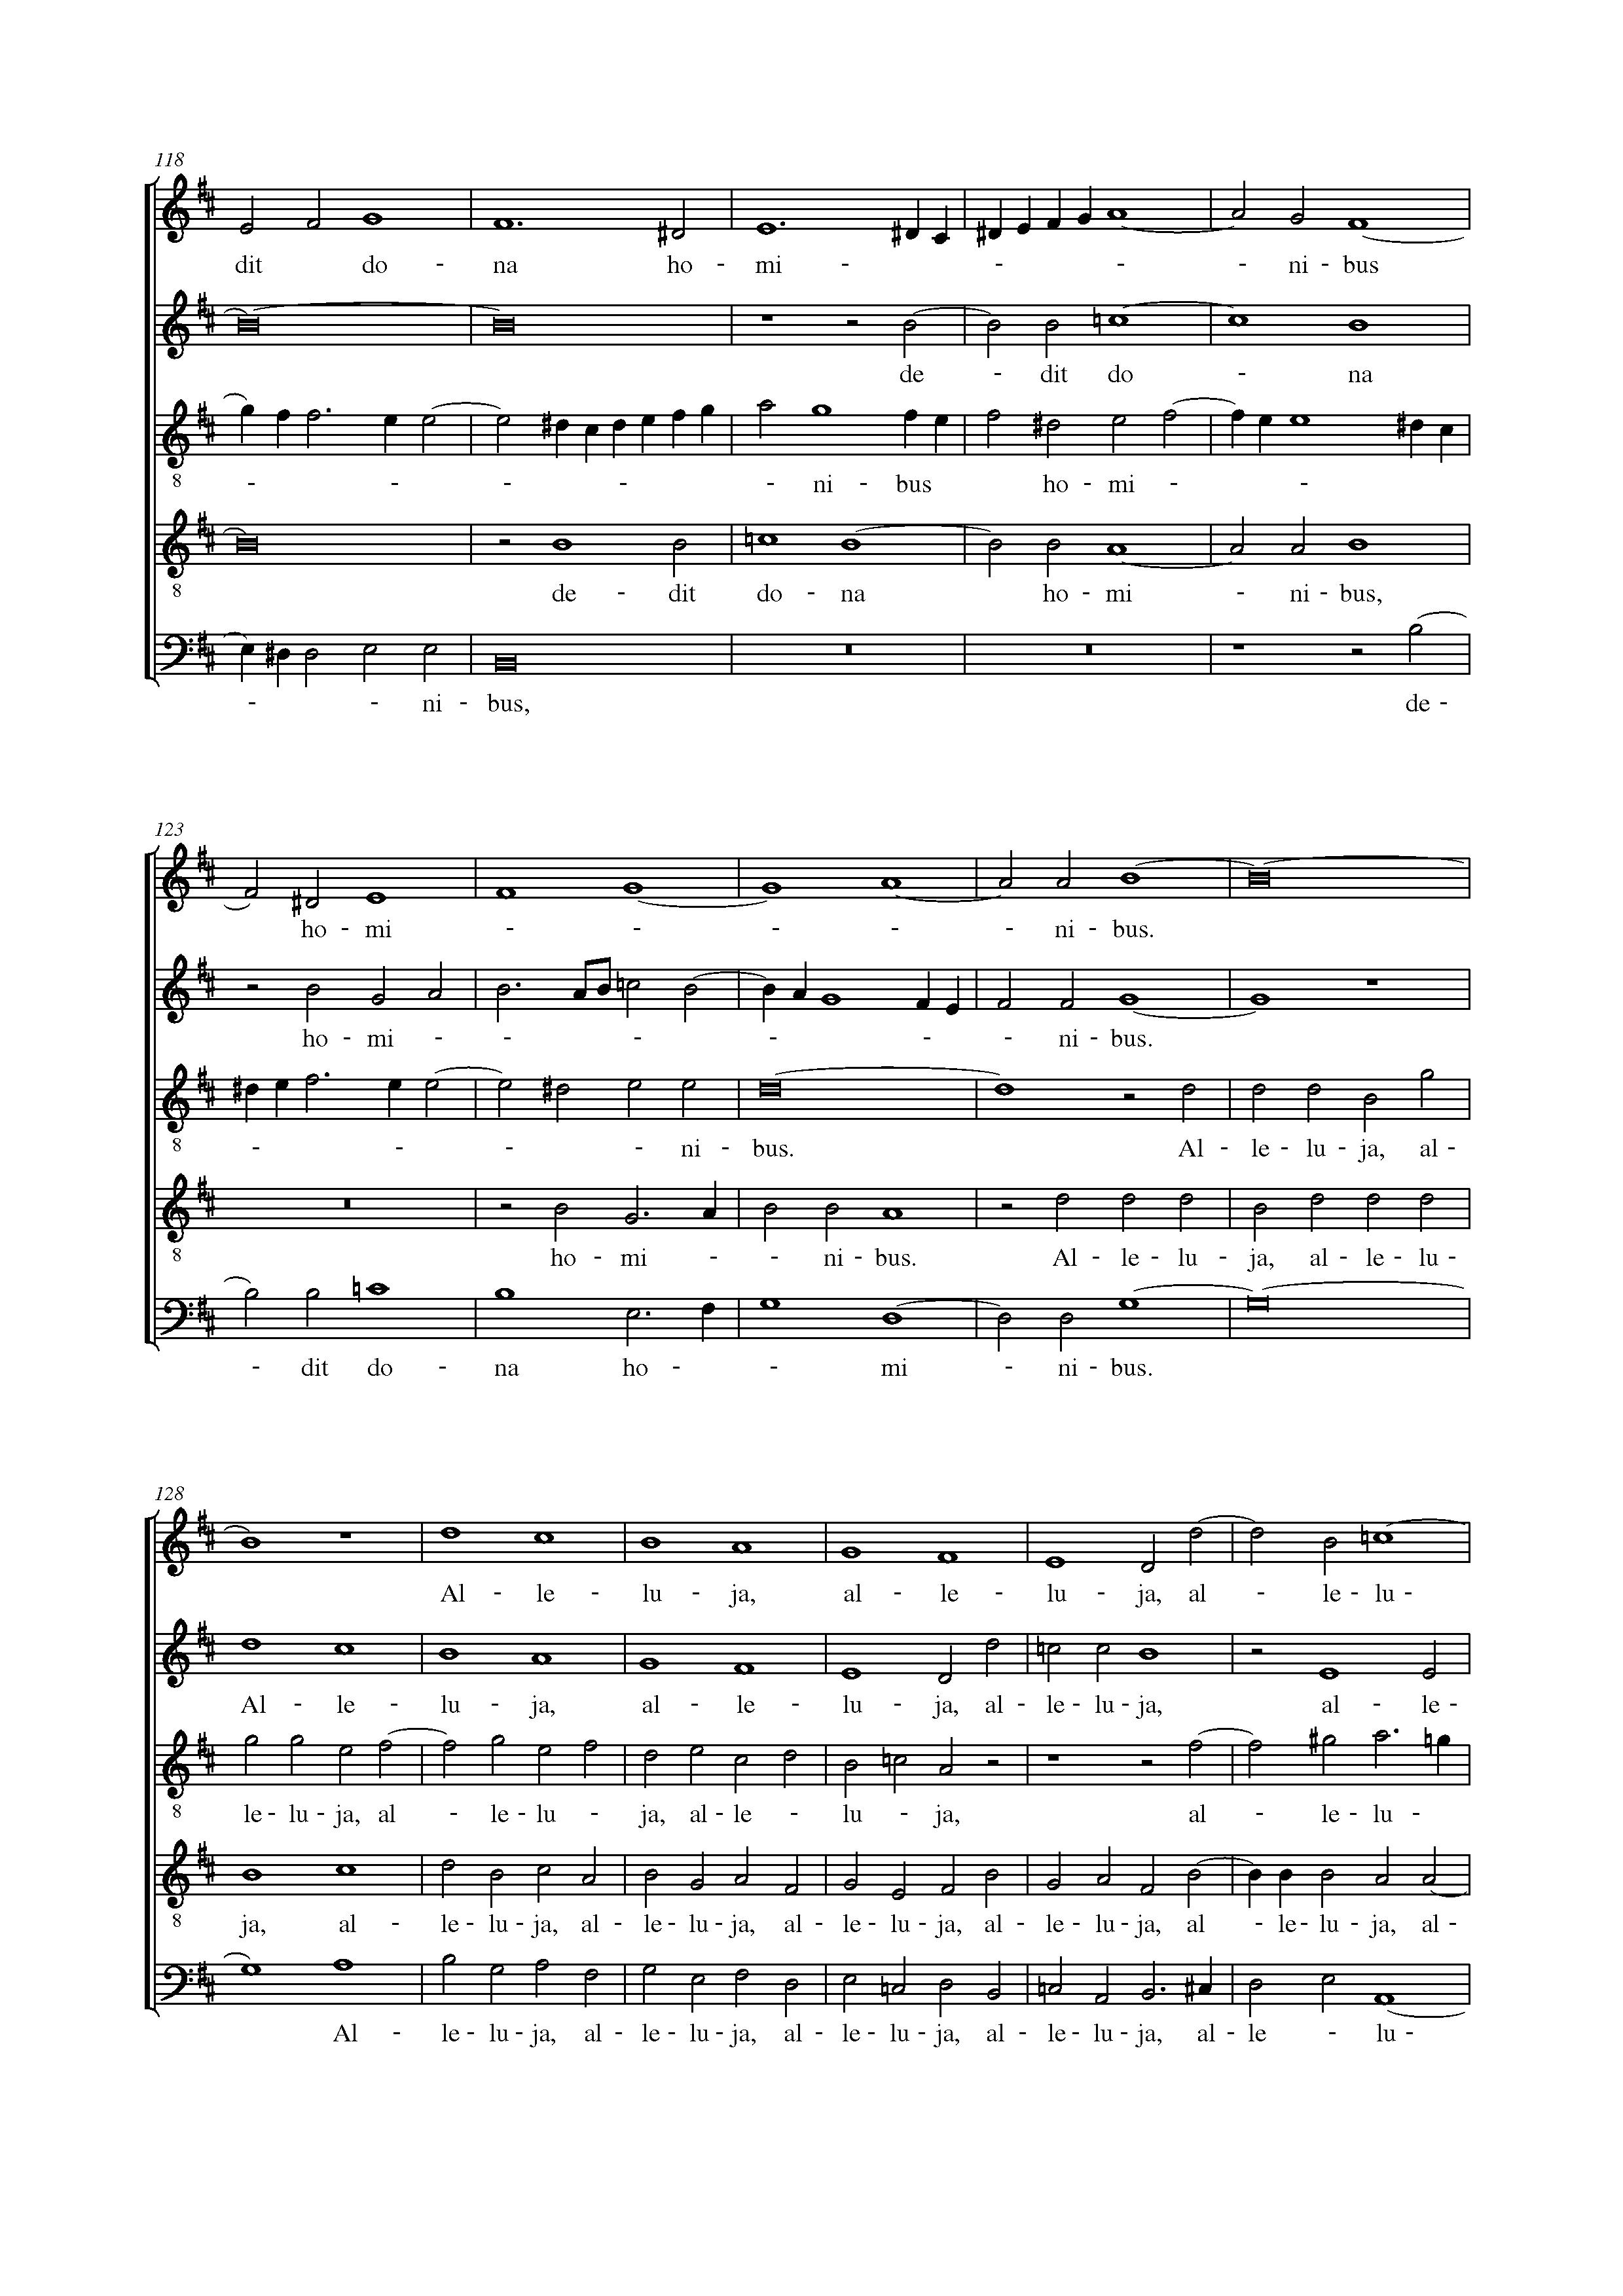 118
dit do - na ho - mi - - - - ni - bus
de - dit do - na
- - - - - - ni - bus ho - mi - - -
8
de - dit do - na ho - mi - ni - bus,
8
- - ni - bus, de -
123
ho - mi - - - - - ni - bus.
ho - mi - - - - - - ni - bus.
- - - - ni - bus. Al - le - lu - ja, al -
8
ho - mi - - ni - bus. Al - le - lu - ja, al - le - lu -
8
- dit do - na ho - - mi - ni - bus.
128
Al - le - lu - ja, al - le - lu - ja, al - le - lu -
Al - le - lu - ja, al - le - lu - ja, al - le - lu - ja, al - le -
le - lu - ja, al - le - lu - ja, al - le - lu - ja, al - le - lu -
8
ja, al - le - lu - ja, al - le - lu - ja, al - le - lu - ja, al - le - lu - ja, al - le - lu - ja, al -
8
Al - le - lu - ja, al - le - lu - ja, al - le - lu - ja, al - le - lu - ja, al - le - lu -